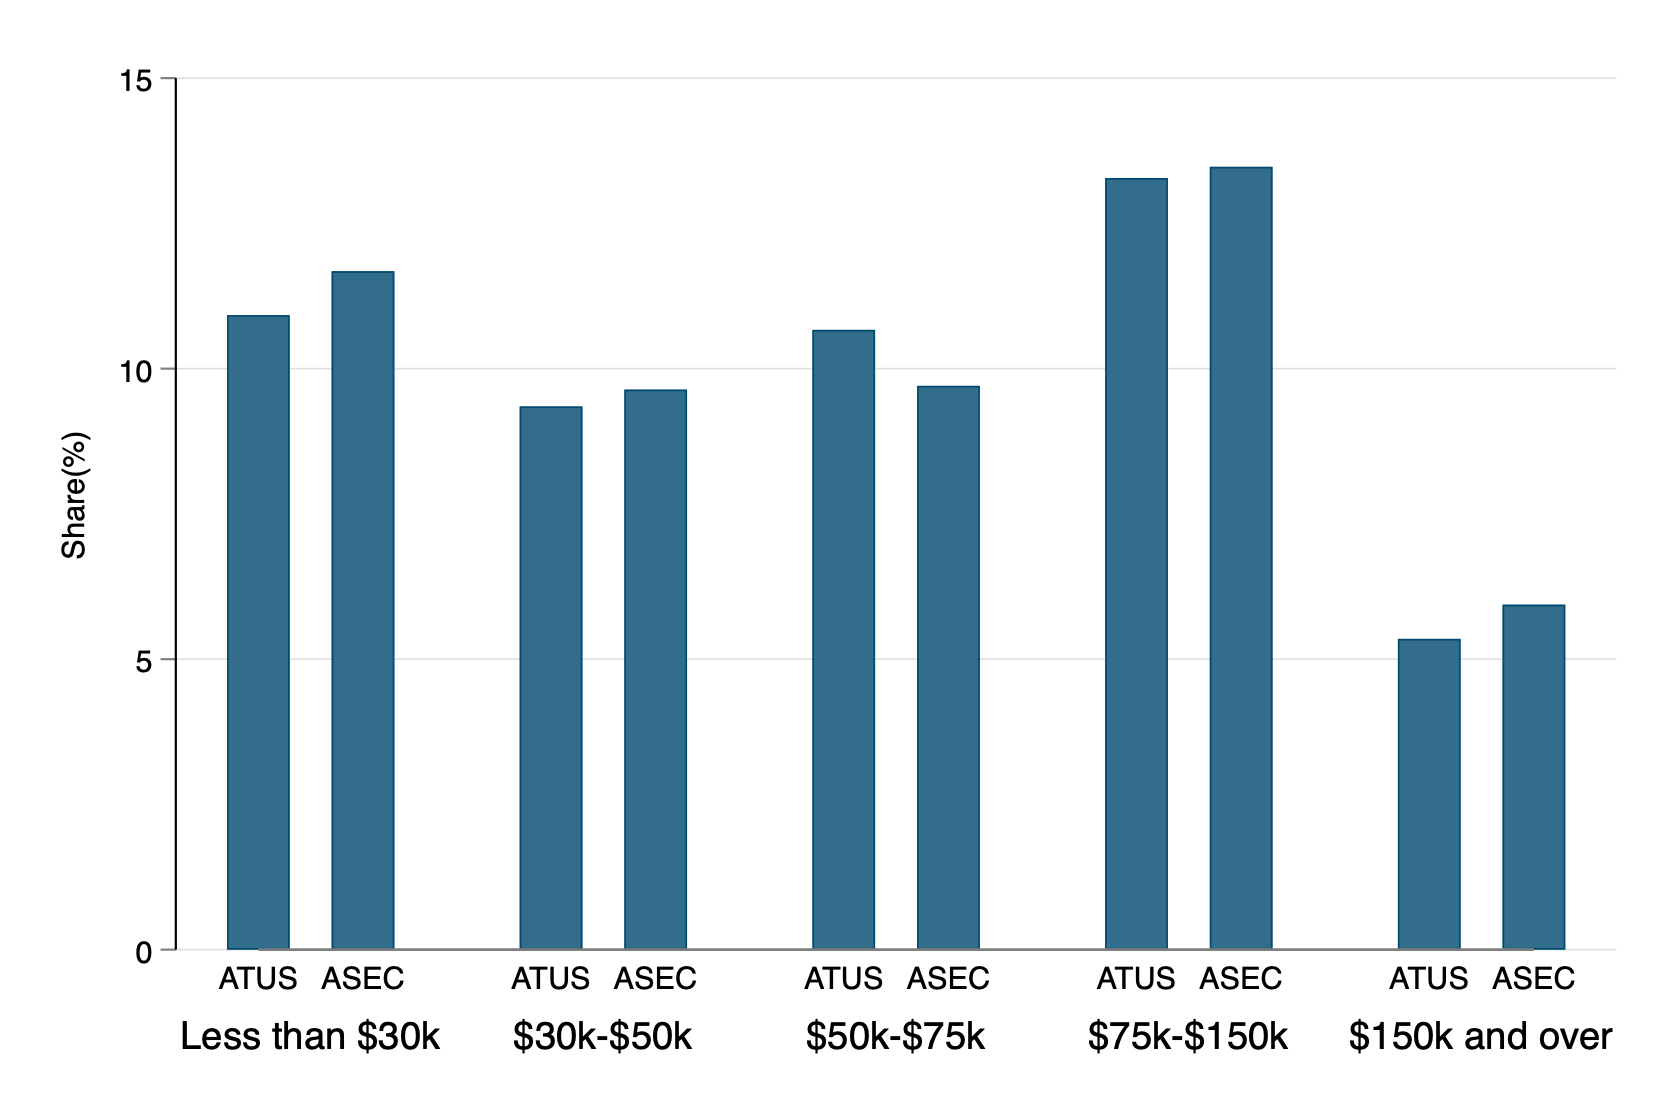 15
10
5
0
Share(%)
ATUS ASEC ATUS ASEC ATUS ASEC ATUS ASEC ATUS ASEC
Less than $30k $30k-$50k $50k-$75k $75k-$150k $150k and over